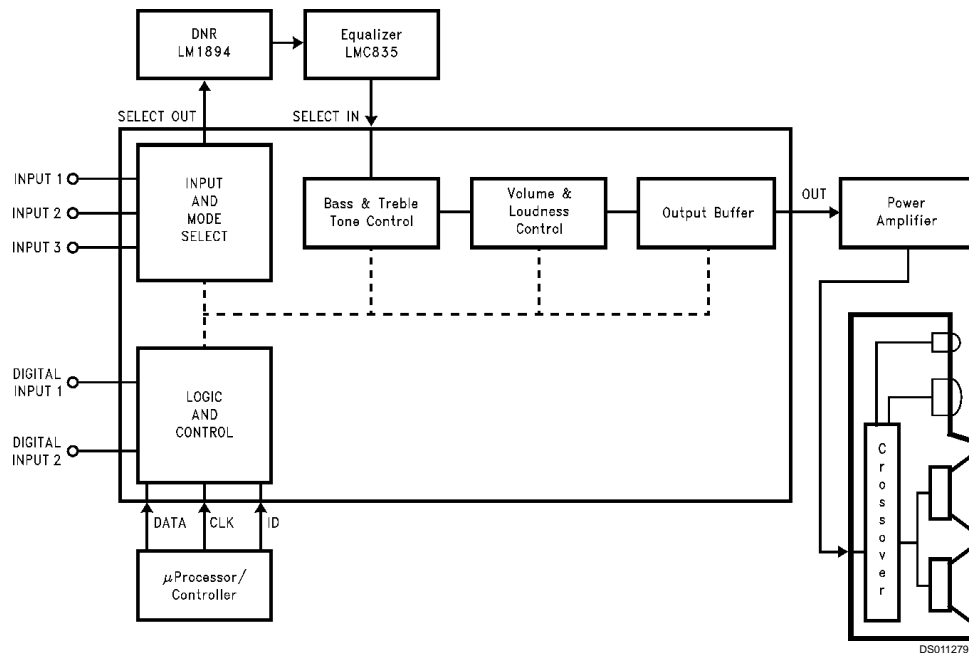 DNR
LM1894
Equalizer
LMC835
SELECT OUT
SELECT IN
INPUT 1
INPUT 2
INPUT 3
INPUT
AND
MODE
SELECT
Bass & Treble
Tone Control
Volume &
Loudness
Control
Output Buffer
OUT
Power
Amplifier
DIGITAL
INPUT 1
DIGITAL
INPUT 2
LOGIC
AND
CONTROL
DATA
CLK
ID
μProcessor/
Controller
Crossover
DS011279